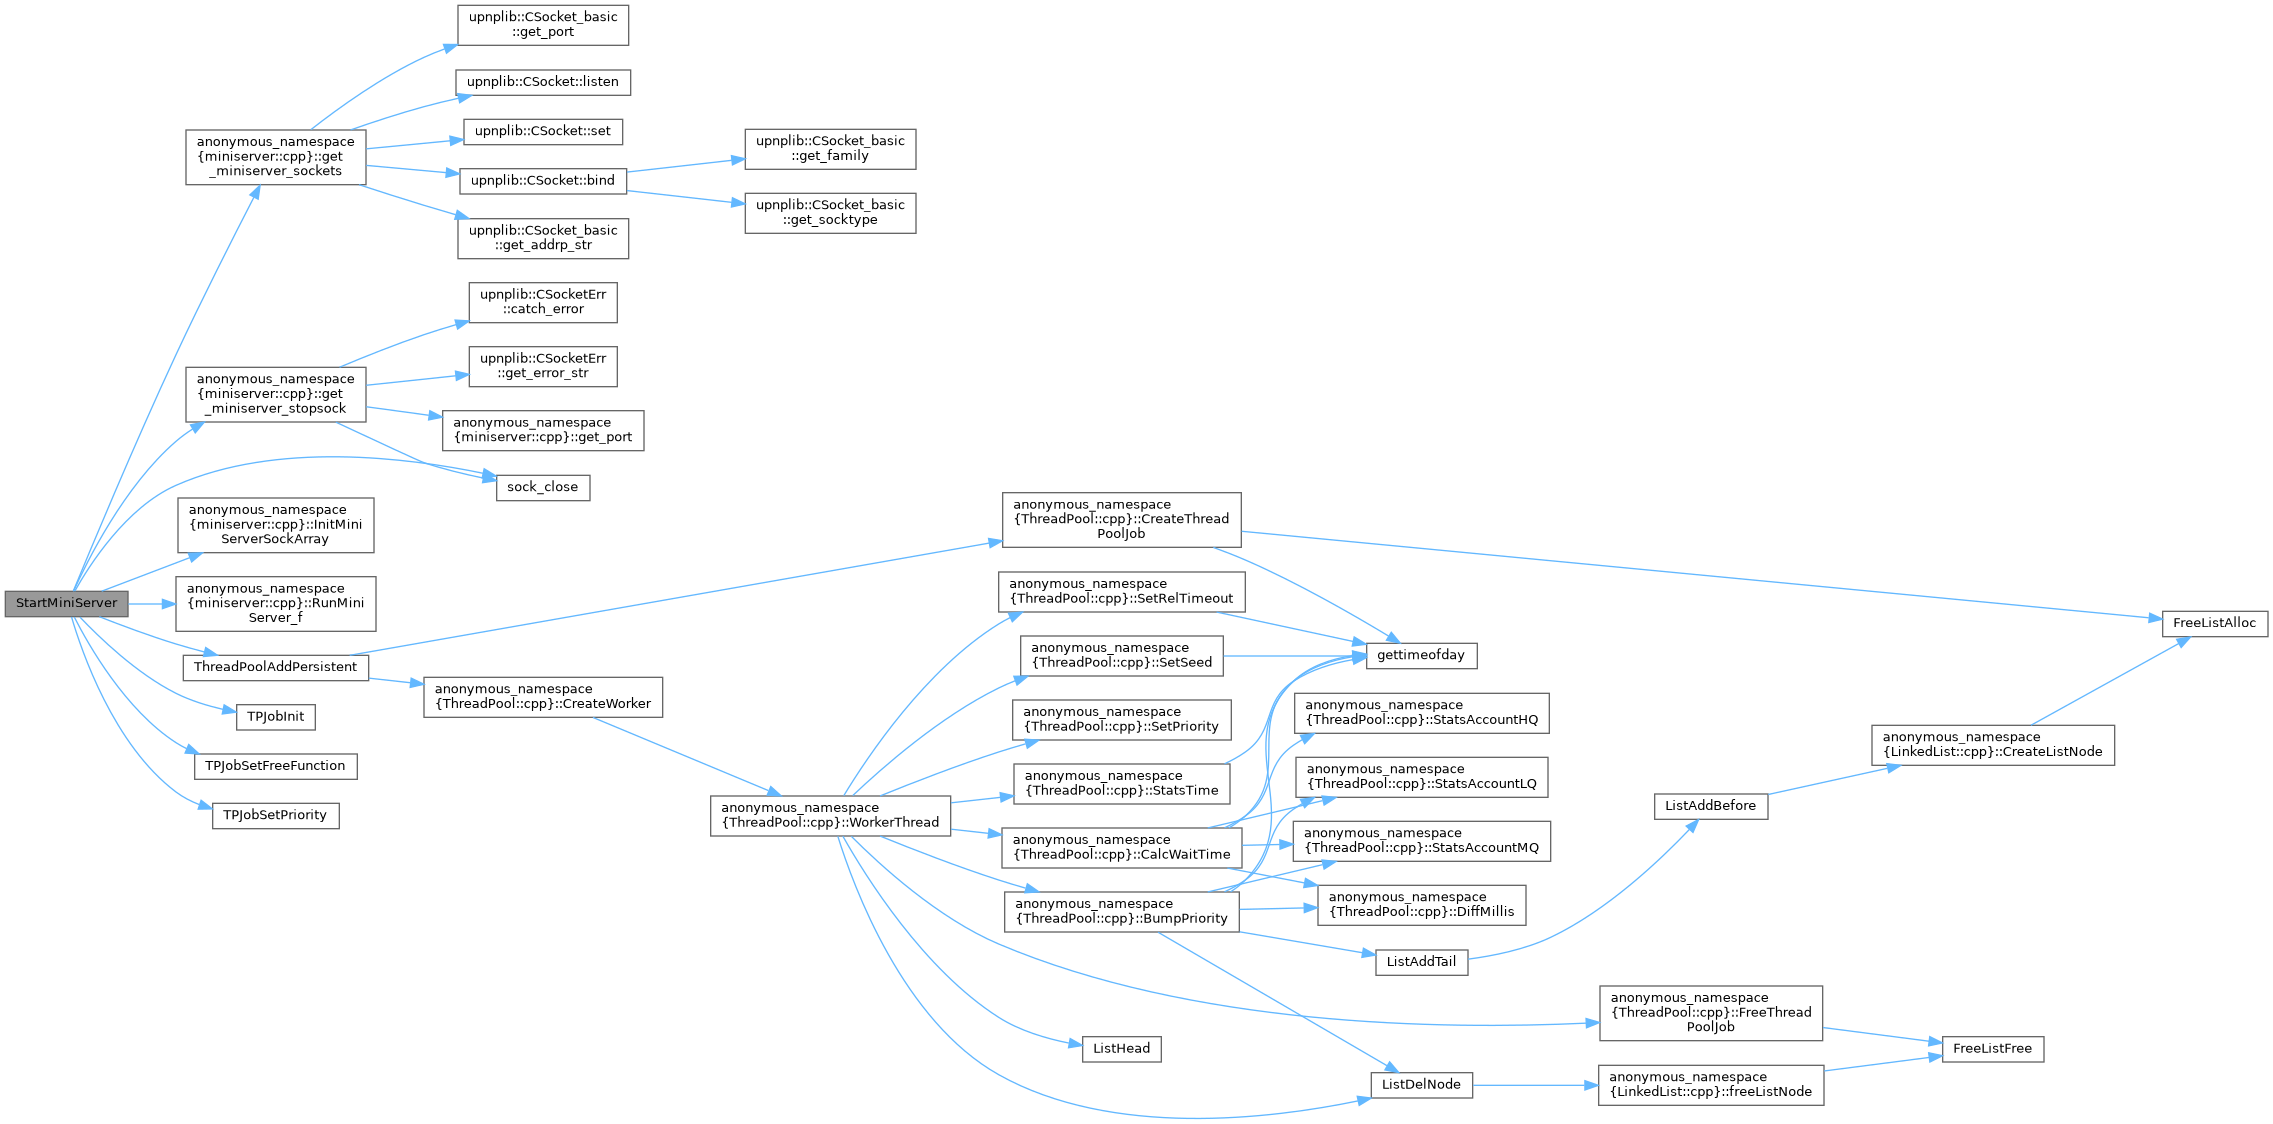 upnplib::CSocket_basic
::get_port
upnplib::CSocket::listen
upnplib::CSocket::set
anonymous_namespace
{miniserver::cpp}::get
_miniserver_sockets
upnplib::CSocket_basic
::get_family
upnplib::CSocket::bind
upnplib::CSocket_basic
::get_socktype
upnplib::CSocket_basic
::get_addrp_str
upnplib::CSocketErr
::catch_error
upnplib::CSocketErr
::get_error_str
anonymous_namespace
{miniserver::cpp}::get
_miniserver_stopsock
anonymous_namespace
{miniserver::cpp}::get_port
sock_close
anonymous_namespace
{miniserver::cpp}::InitMini
ServerSockArray
anonymous_namespace
{ThreadPool::cpp}::CreateThread
PoolJob
StartMiniServer
anonymous_namespace
{miniserver::cpp}::RunMini
Server_f
anonymous_namespace
{ThreadPool::cpp}::SetRelTimeout
FreeListAlloc
ThreadPoolAddPersistent
anonymous_namespace
{ThreadPool::cpp}::SetSeed
gettimeofday
anonymous_namespace
{ThreadPool::cpp}::CreateWorker
TPJobInit
anonymous_namespace
{ThreadPool::cpp}::SetPriority
anonymous_namespace
{ThreadPool::cpp}::StatsAccountHQ
anonymous_namespace
{LinkedList::cpp}::CreateListNode
TPJobSetFreeFunction
anonymous_namespace
{ThreadPool::cpp}::StatsTime
anonymous_namespace
{ThreadPool::cpp}::StatsAccountLQ
ListAddBefore
TPJobSetPriority
anonymous_namespace
{ThreadPool::cpp}::WorkerThread
anonymous_namespace
{ThreadPool::cpp}::CalcWaitTime
anonymous_namespace
{ThreadPool::cpp}::StatsAccountMQ
anonymous_namespace
{ThreadPool::cpp}::BumpPriority
anonymous_namespace
{ThreadPool::cpp}::DiffMillis
ListAddTail
anonymous_namespace
{ThreadPool::cpp}::FreeThread
PoolJob
ListHead
FreeListFree
ListDelNode
anonymous_namespace
{LinkedList::cpp}::freeListNode